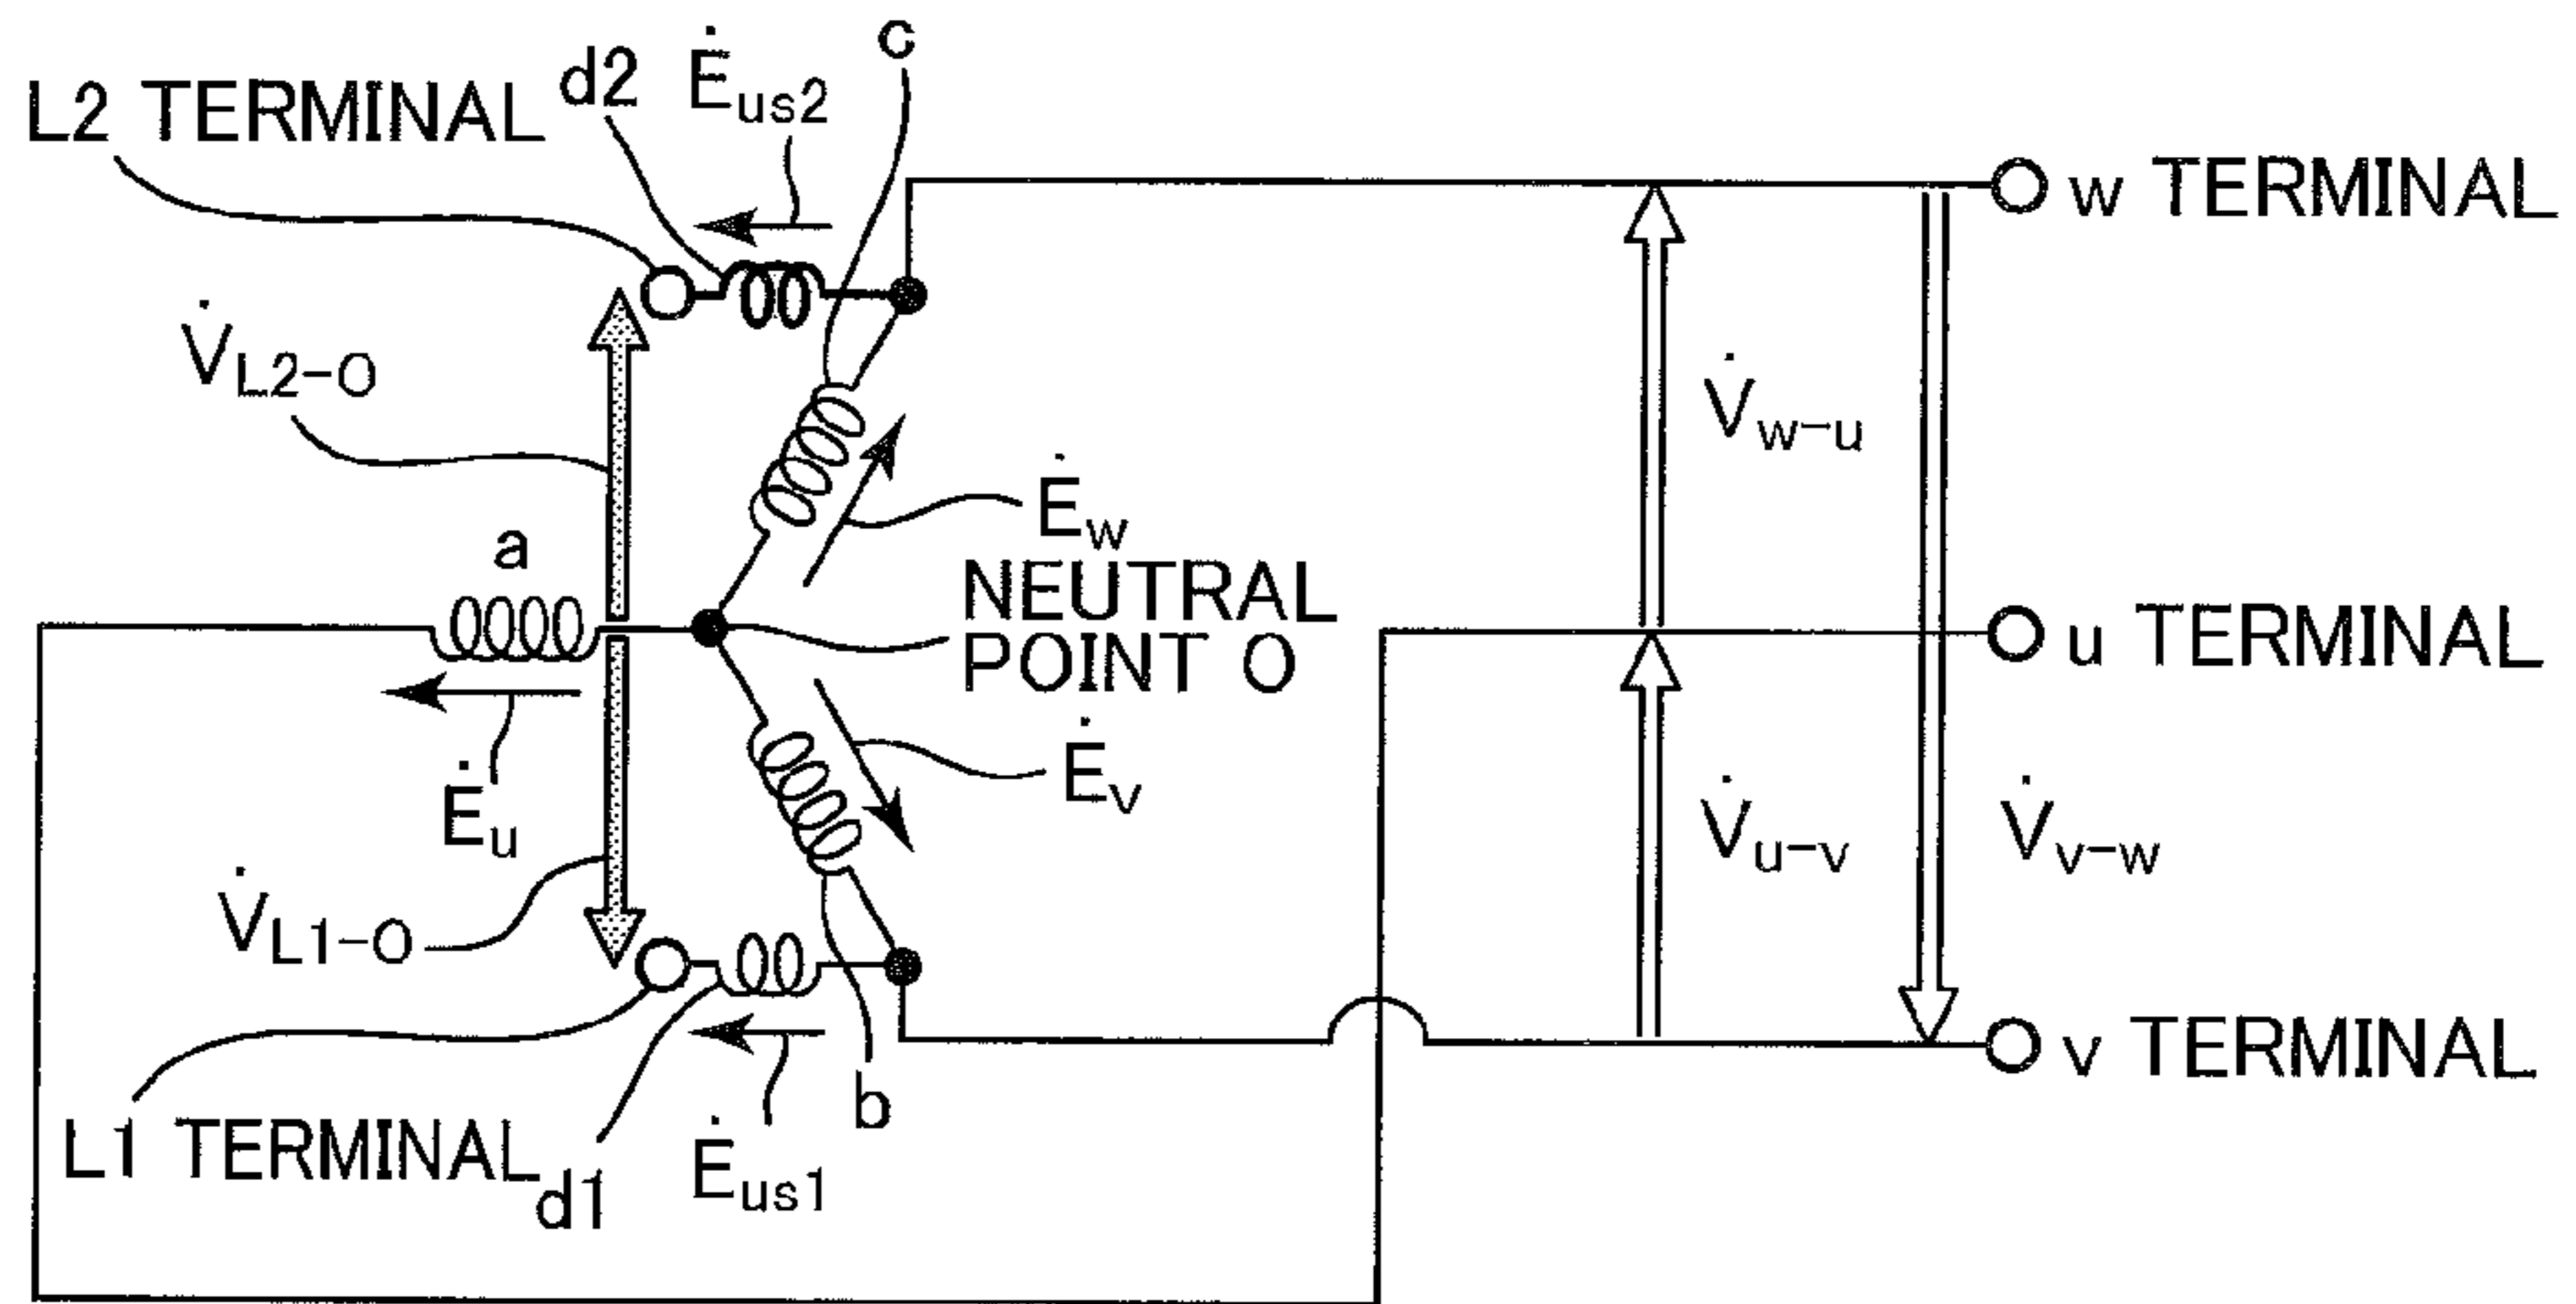 c
d2
Ė_us2
L2 TERMINAL
w TERMINAL
V̇_L2-O
V̇_w-u
Ė_w
a
NEUTRAL
POINT O
u TERMINAL
Ė_v
Ė_u
V̇_u-v
V̇_v-w
V̇_L1-O
v TERMINAL
b
L1 TERMINAL
d1
Ė_us1